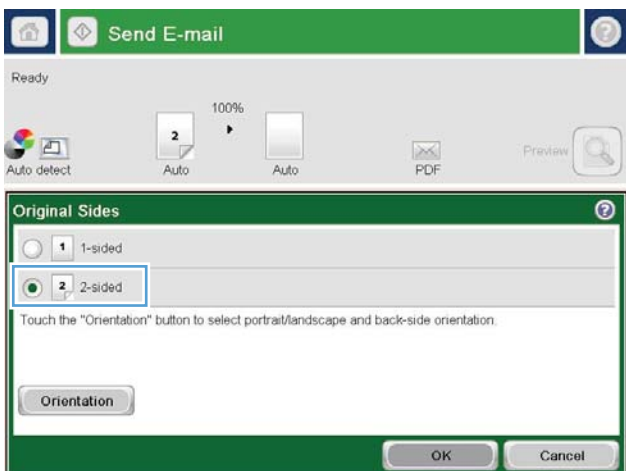 Send E-mail
Ready
100%
2
Auto detect
Auto
Auto
PDF
Preview
Original Sides
1 1-sided
2 2-sided
Touch the "Orientation" button to select portrait/landscape and back-side orientation.
Orientation
OK Cancel